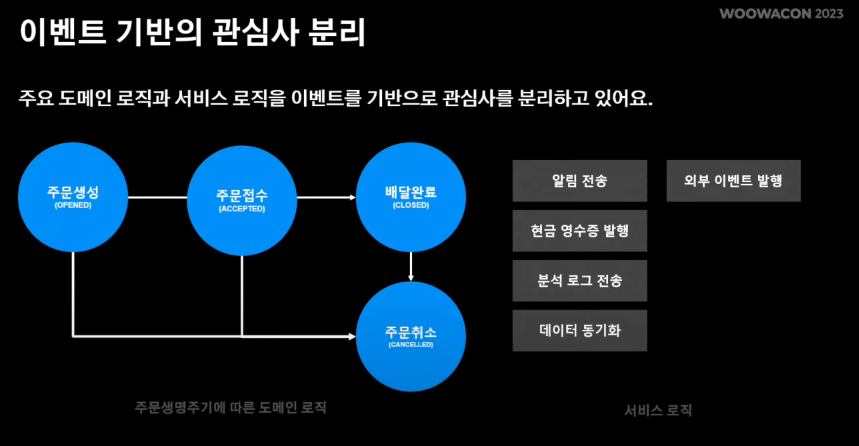 WOOWACON 2023
이벤트 기반의 관심사 분리
주요 도메인 로직과 서비스 로직을 이벤트를 기반으로 관심사를 분리하고 있어요.
주문생성
(OPENED)
주문접수
(ACCEPTED)
배달완료
(CLOSED)
주문취소
(CANCELLED)
주문생명주기에 따른 도메인 로직
알림 전송
외부 이벤트 발행
현금 영수증 발행
분석 로그 전송
데이터 동기화
서비스 로직